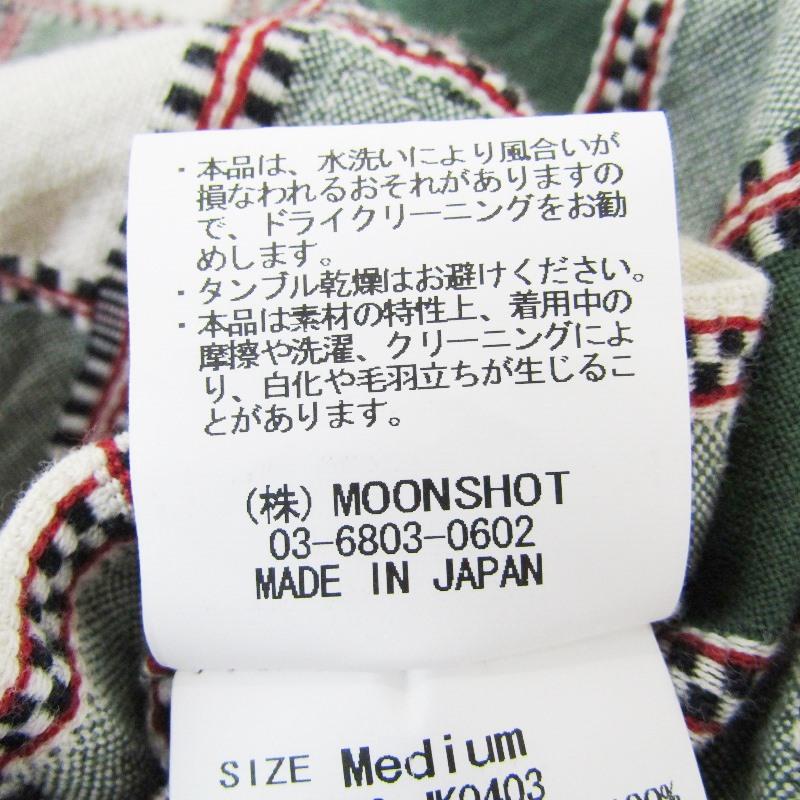 ・本品は、水洗いにより風合いが
損なわれるおそれがありますの
で、ドライクリーニングをお勧
めします。
・タンブル乾燥はお避けください。
・本品は素材の特性上、着用中の
摩擦や洗濯、クリーニングによ
り、白化や毛羽立ちが生じるこ
とがあります。
(株) MOONSHOT
03-6803-0602
MADE IN JAPAN
SIZE Medium
JK0403
100%